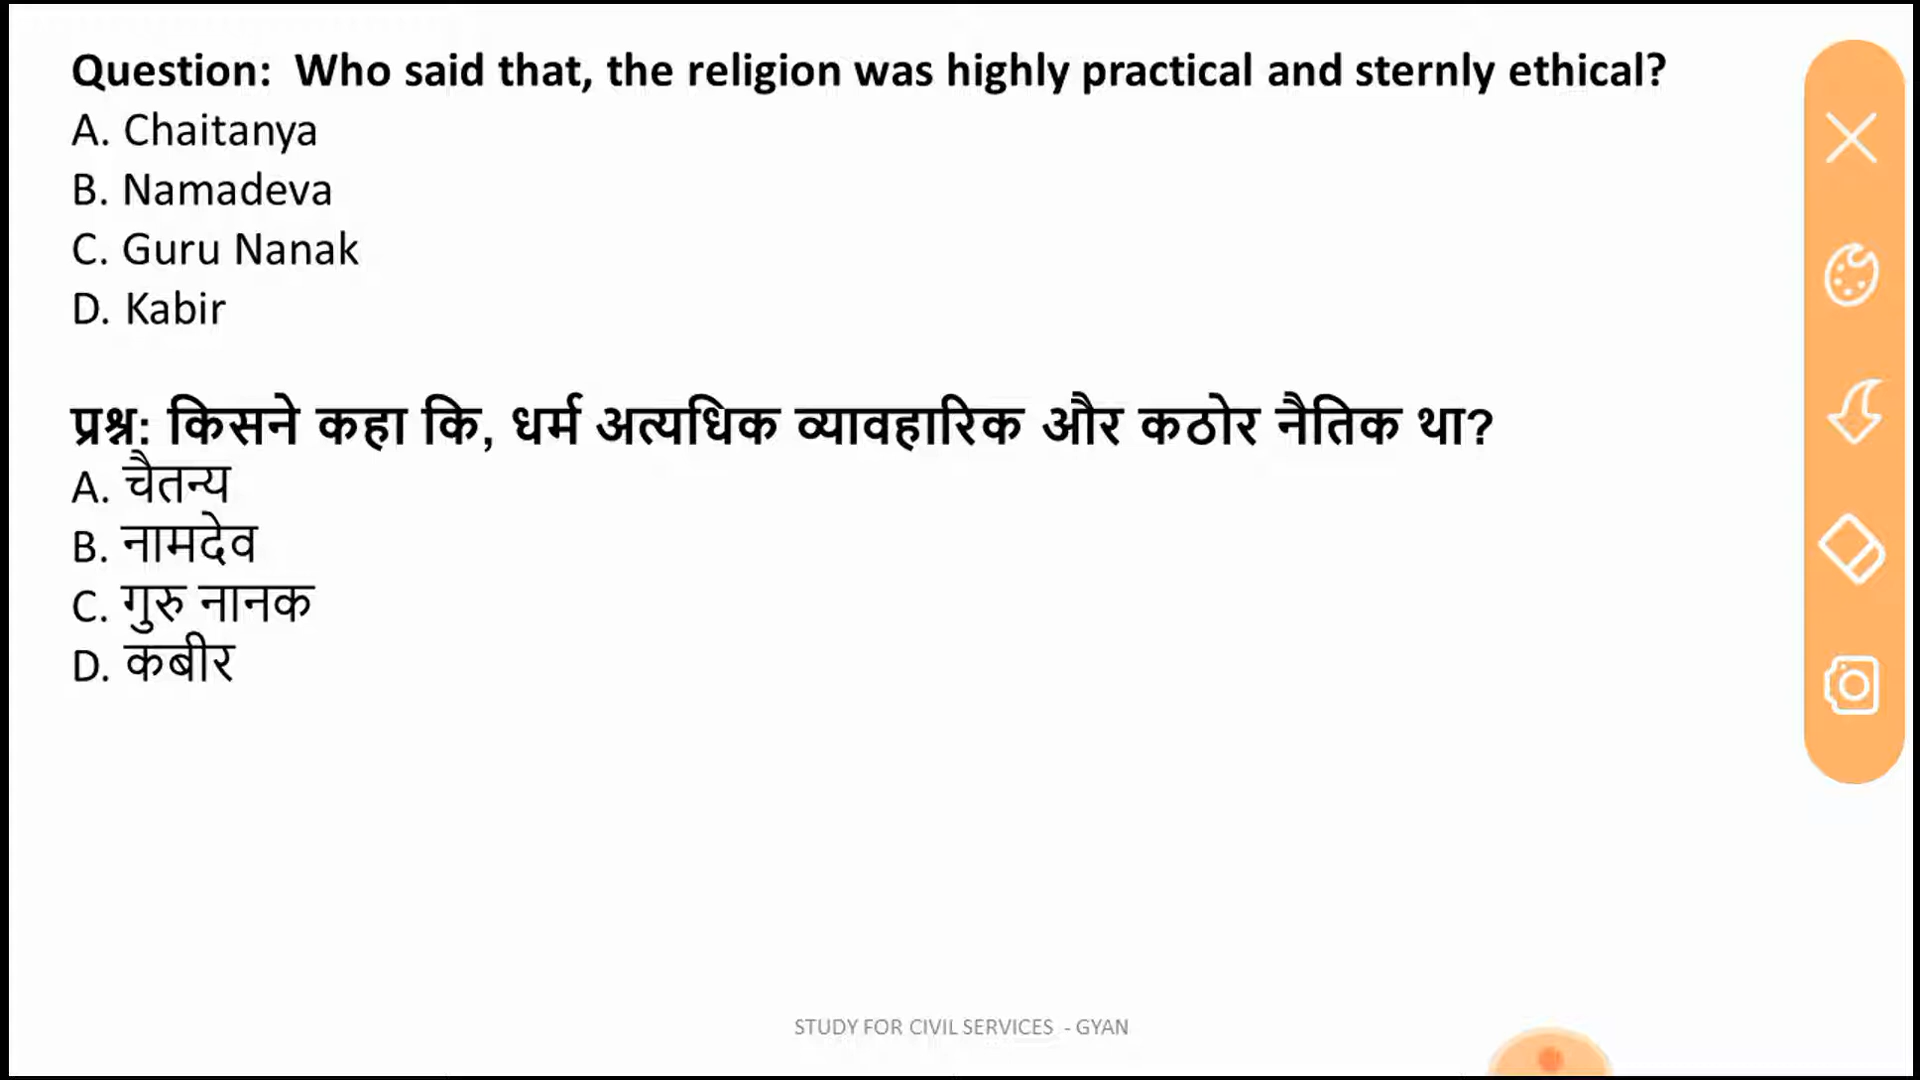 Question:  Who said that, the religion was highly practical and sternly ethical?
A. Chaitanya
B. Namadeva
C. Guru Nanak
D. Kabir
प्रश्न: किसने कहा कि, धर्म अत्यधिक व्यावहारिक और कठोर नैतिक था?
A. चैतन्य
B. नामदेव
C. गुरु नानक
D. कबीर
STUDY FOR CIVIL SERVICES  - GYAN